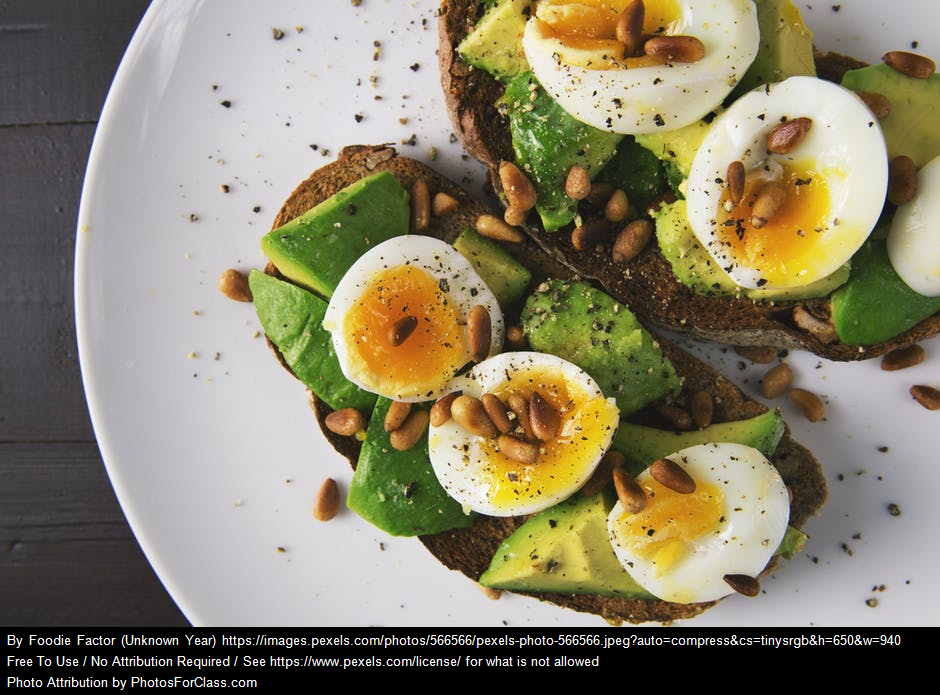 By Foodie Factor (Unknown Year) https://images.pexels.com/photos/566566/pexels-photo-566566.jpeg?auto=compress&cs=tinysrgb&h=650&w=940
Free To Use / No Attribution Required / See https://www.pexels.com/license/ for what is not allowed
Photo Attribution by PhotosForClass.com